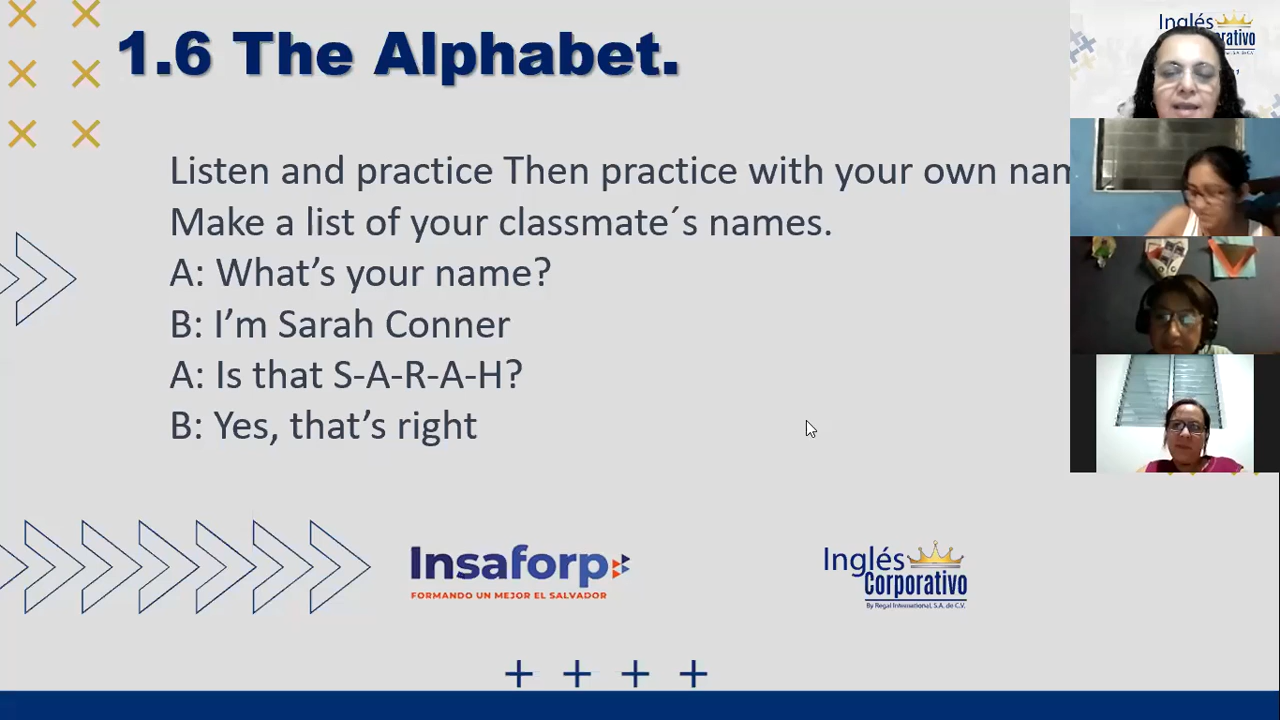 1.6 The Alphabet.
Listen and practice Then practice with your own nam
Make a list of your classmate´s names.
A: What's your name?
B: I'm Sarah Conner
A: Is that S-A-R-A-H?
B: Yes, that's right
Insaforp
FORMANDO UN MEJOR EL SALVADOR
Inglés
Corporativo
By Regal International, S.A. de C.V.
Inglés
rativo